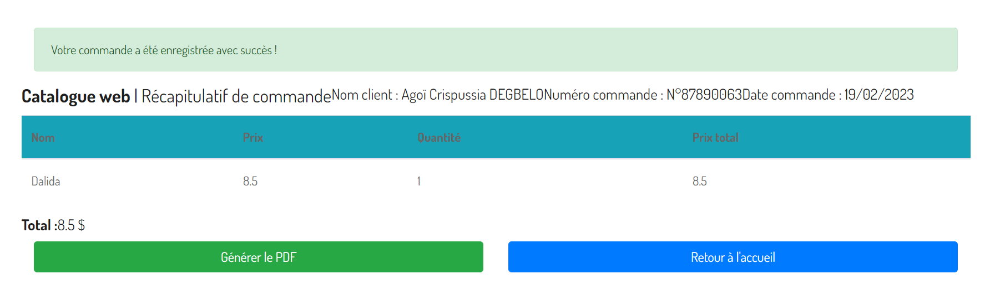 Votre commande a été enregistrée avec succès !
Catalogue web | Récapitulatif de commandeNom client : Agoï Crispussia DEGBELONuméro commande : N°87890063Date commande : 19/02/2023
Nom Prix Quantité Prix total
Dalida 8.5 1 8.5
Total :8.5 $
Générer le PDF Retour à l'accueil